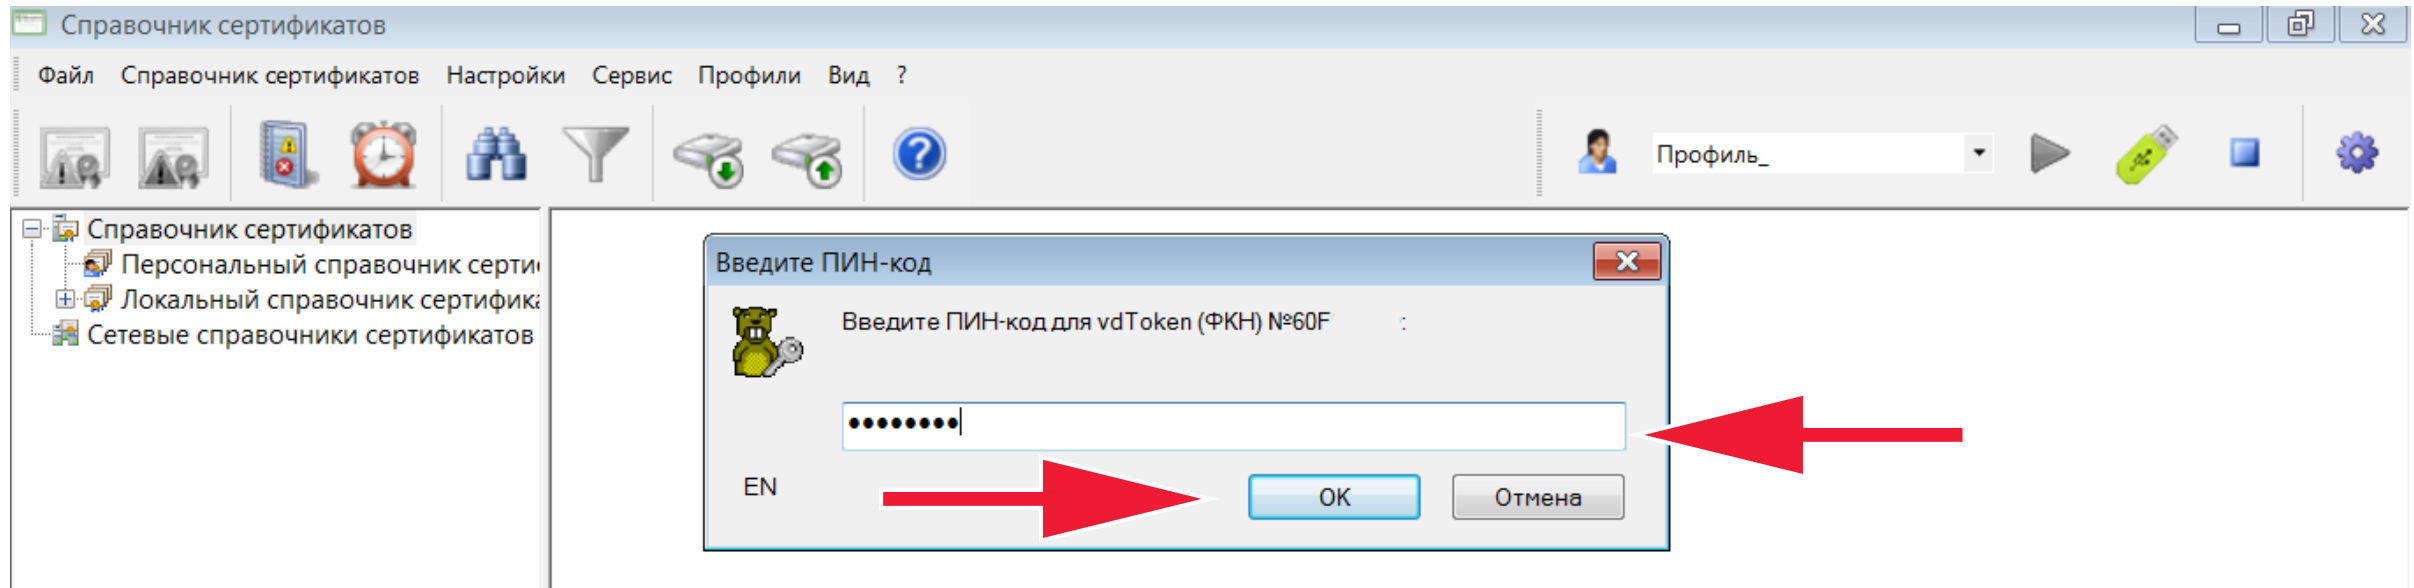 Справочник сертификатов
Файл Справочник сертификатов Настройки Сервис Профили Вид ?
Профиль_
Справочник сертификатов
Персональный справочник серти
Локальный справочник сертифика
Сетевые справочники сертификатов
Введите ПИН-код
Введите ПИН-код для vdToken (ФКН) №60F :
••••••••
EN
OK Отмена